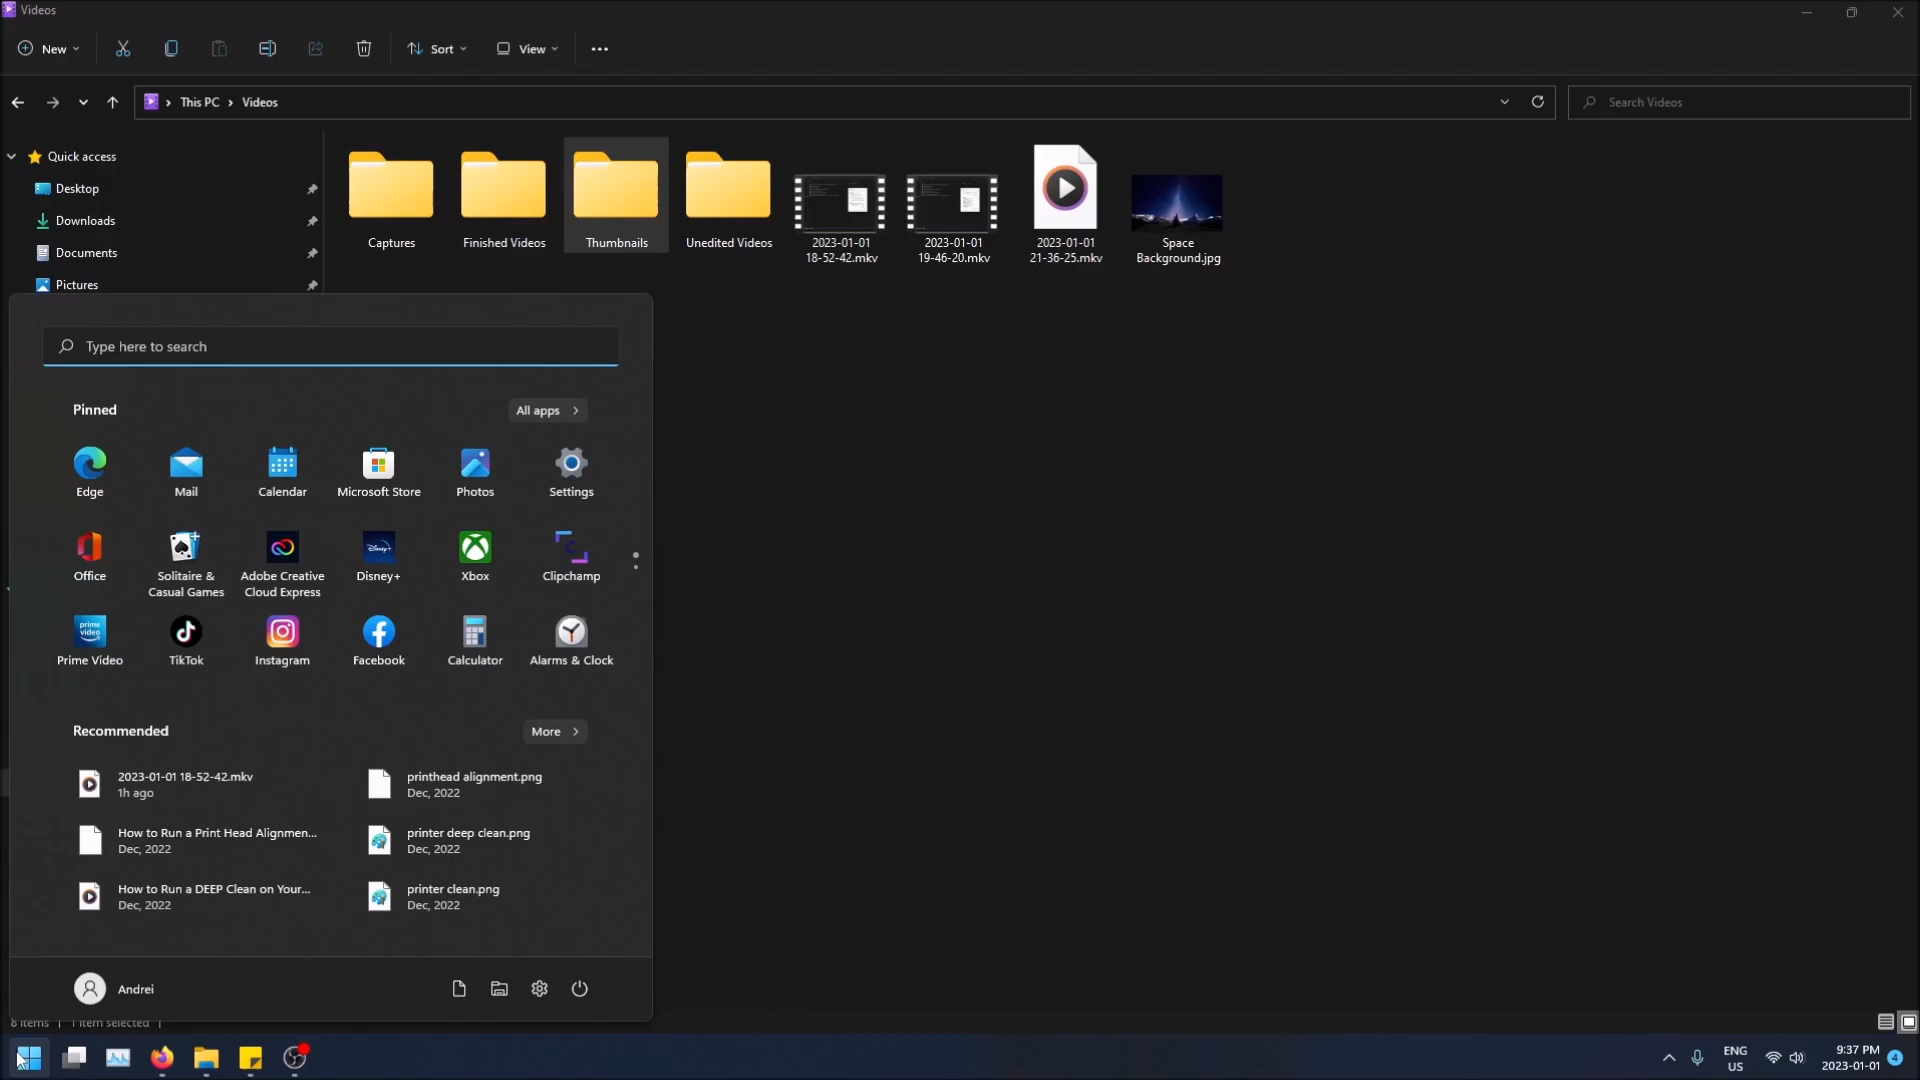 Videos
New
Sort
View
This PC
Videos
Search Videos
Quick access
Desktop
Downloads
Documents
Pictures
Captures
Finished Videos
Thumbnails
Unedited Videos
2023-01-01
18-52-42.mkv
2023-01-01
19-46-20.mkv
2023-01-01
21-36-25.mkv
Space
Background.jpg
Type here to search
Pinned
All apps
Edge
Mail
Calendar
Microsoft Store
Photos
Settings
Office
Solitaire &
Casual Games
Adobe Creative
Cloud Express
Disney+
Disney+
Xbox
Clipchamp
prime
video
Prime Video
TikTok
Instagram
Facebook
Calculator
Alarms & Clock
Recommended
More
2023-01-01 18-52-42.mkv
1h ago
printhead alignment.png
Dec, 2022
How to Run a Print Head Alignmen...
Dec, 2022
printer deep clean.png
Dec, 2022
How to Run a DEEP Clean on Your...
Dec, 2022
printer clean.png
Dec, 2022
Andrei
8 items
1 item selected
ENG
US
9:37 PM
2023-01-01
4